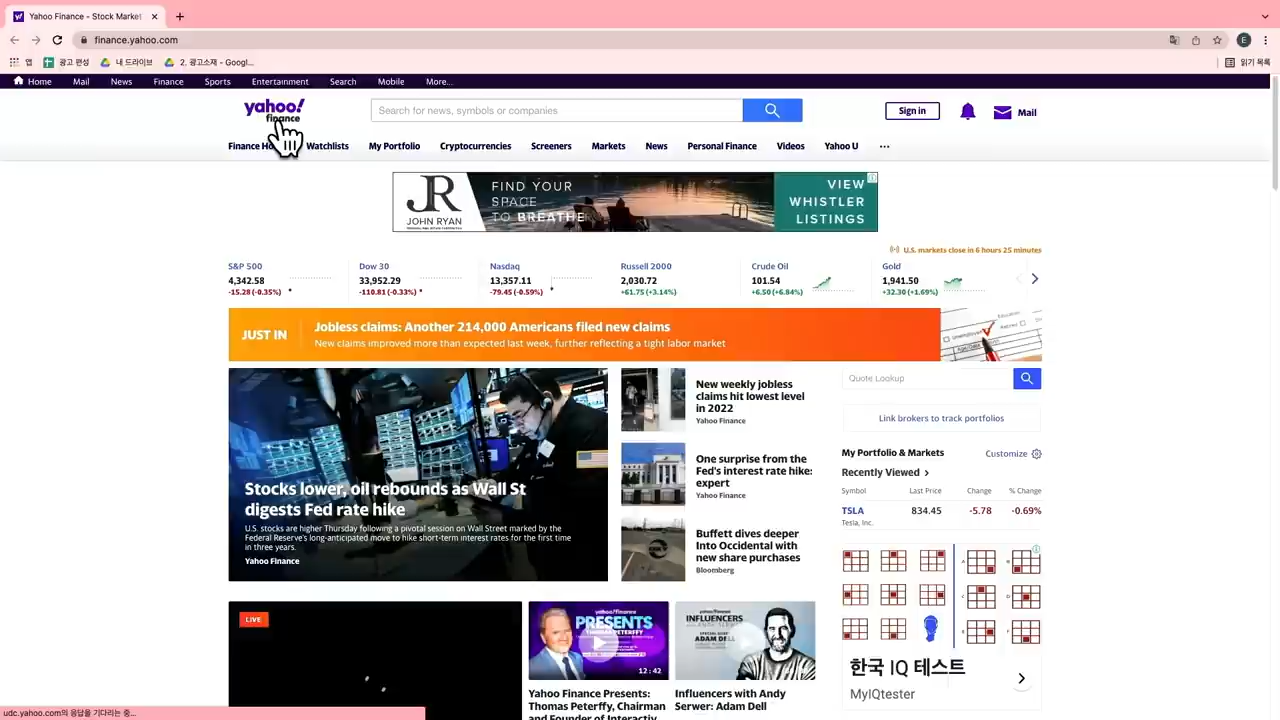 Yahoo Finance - Stock Market
finance.yahoo.com
앱
광고 편성
내 드라이브
2. 광고소재 - Googl...
읽기 목록
E
Home Mail News Finance Sports Entertainment Search Mobile More...
yahoo!
finance
Search for news, symbols or companies
Sign in
Mail
Finance Ho Watchlists My Portfolio Cryptocurrencies Screeners Markets News Personal Finance Videos Yahoo U ...
JR
JOHN RYAN
FIND YOUR
SPACE
TO BREATHE
VIEW
WHISTLER
LISTINGS
U.S. markets close in 6 hours 25 minutes
S&P 500
4,342.58
-15.28 (-0.35%)
Dow 30
33,952.29
-110.81 (-0.33%)
Nasdaq
13,357.11
-79.45 (-0.59%)
Russell 2000
2,030.72
+61.75 (+3.14%)
Crude Oil
101.54
+6.50 (+6.84%)
Gold
1,941.50
+32.30 (+1.69%)
JUST IN
Jobless claims: Another 214,000 Americans filed new claims
New claims improved more than expected last week, further reflecting a tight labor market
Stocks lower, oil rebounds as Wall St
digests Fed rate hike
U.S. stocks are higher Thursday following a pivotal session on Wall Street marked by the
Federal Reserve's long-anticipated move to hike short-term interest rates for the first time
in three years.
Yahoo Finance
New weekly jobless
claims hit lowest level
in 2022
Yahoo Finance
One surprise from the
Fed's interest rate hike:
expert
Yahoo Finance
Buffett dives deeper
into Occidental with
new share purchases
Bloomberg
Quote Lookup
Link brokers to track portfolios
My Portfolio & Markets
Customize
Recently Viewed >
Symbol Last Price Change % Change
TSLA 834.45 -5.78 -0.69%
Tesla, Inc.
A B
C D
E F
한국 IQ 테스트
MyIQtester
LIVE
yahoo!finance
PRESENTS
THOMAS PETERFFY
12:42
Yahoo Finance Presents:
Thomas Peterffy, Chairman
and Founder of Interactiv
INFLUENCERS
ADAM DELL
Influencers with Andy
Serwer: Adam Dell
udc.yahoo.com의 응답을 기다리는 중...